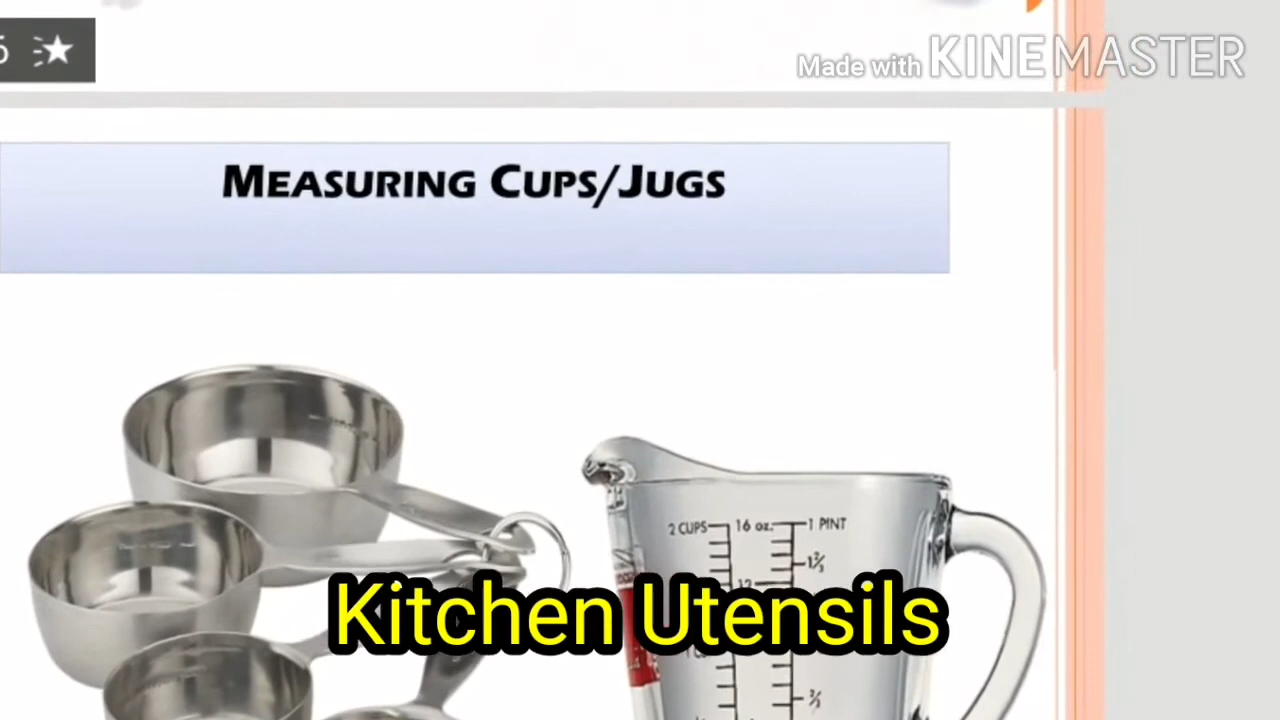 Made with KINEMASTER
MEASURING CUPS/JUGS
2 CUPS 16 oz. 1 PINT
Kitchen Utensils